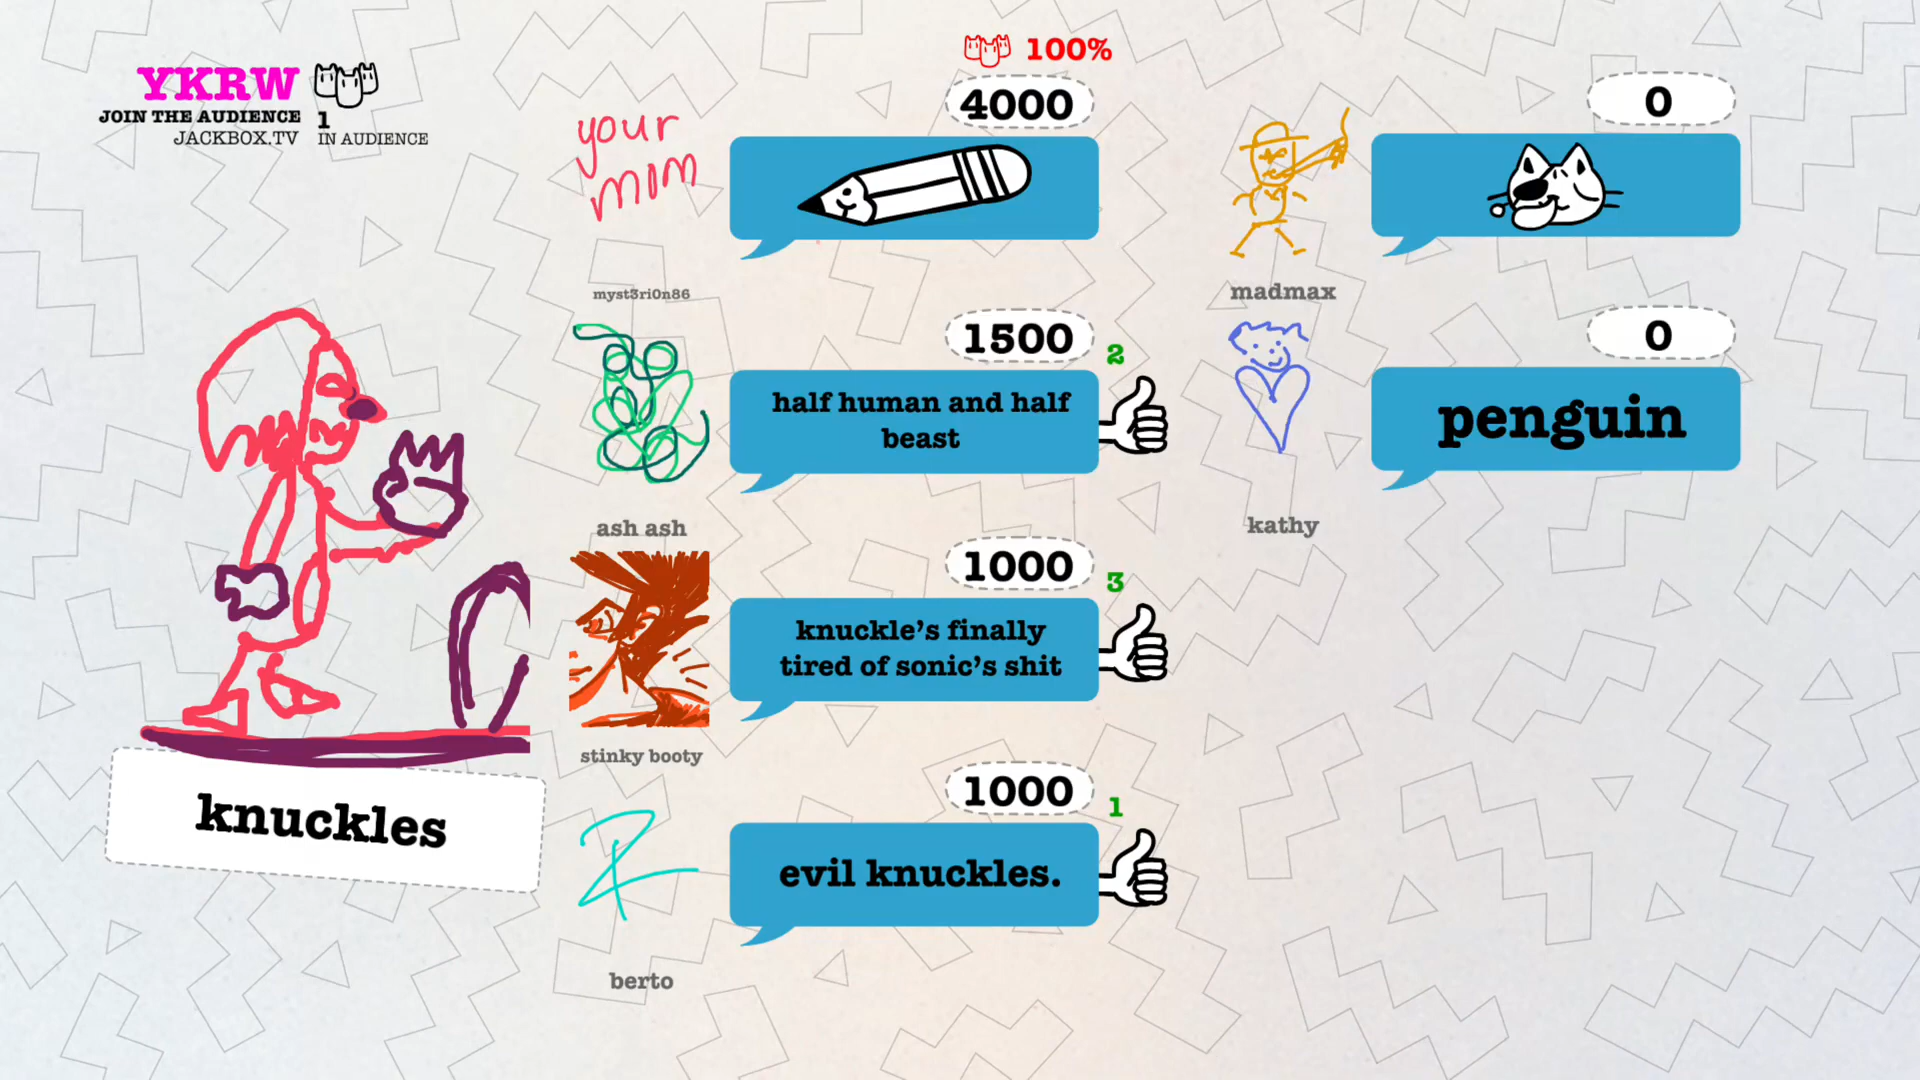 YKRW
JOIN THE AUDIENCE
JACKBOX.TV
1
IN AUDIENCE
100%
4000
your
mom
myst3ri0n86
0
madmax
1500
2
half human and half
beast
ash ash
0
penguin
kathy
1000
3
knuckle's finally
tired of sonic's shit
stinky booty
1000
1
evil knuckles.
berto
knuckles